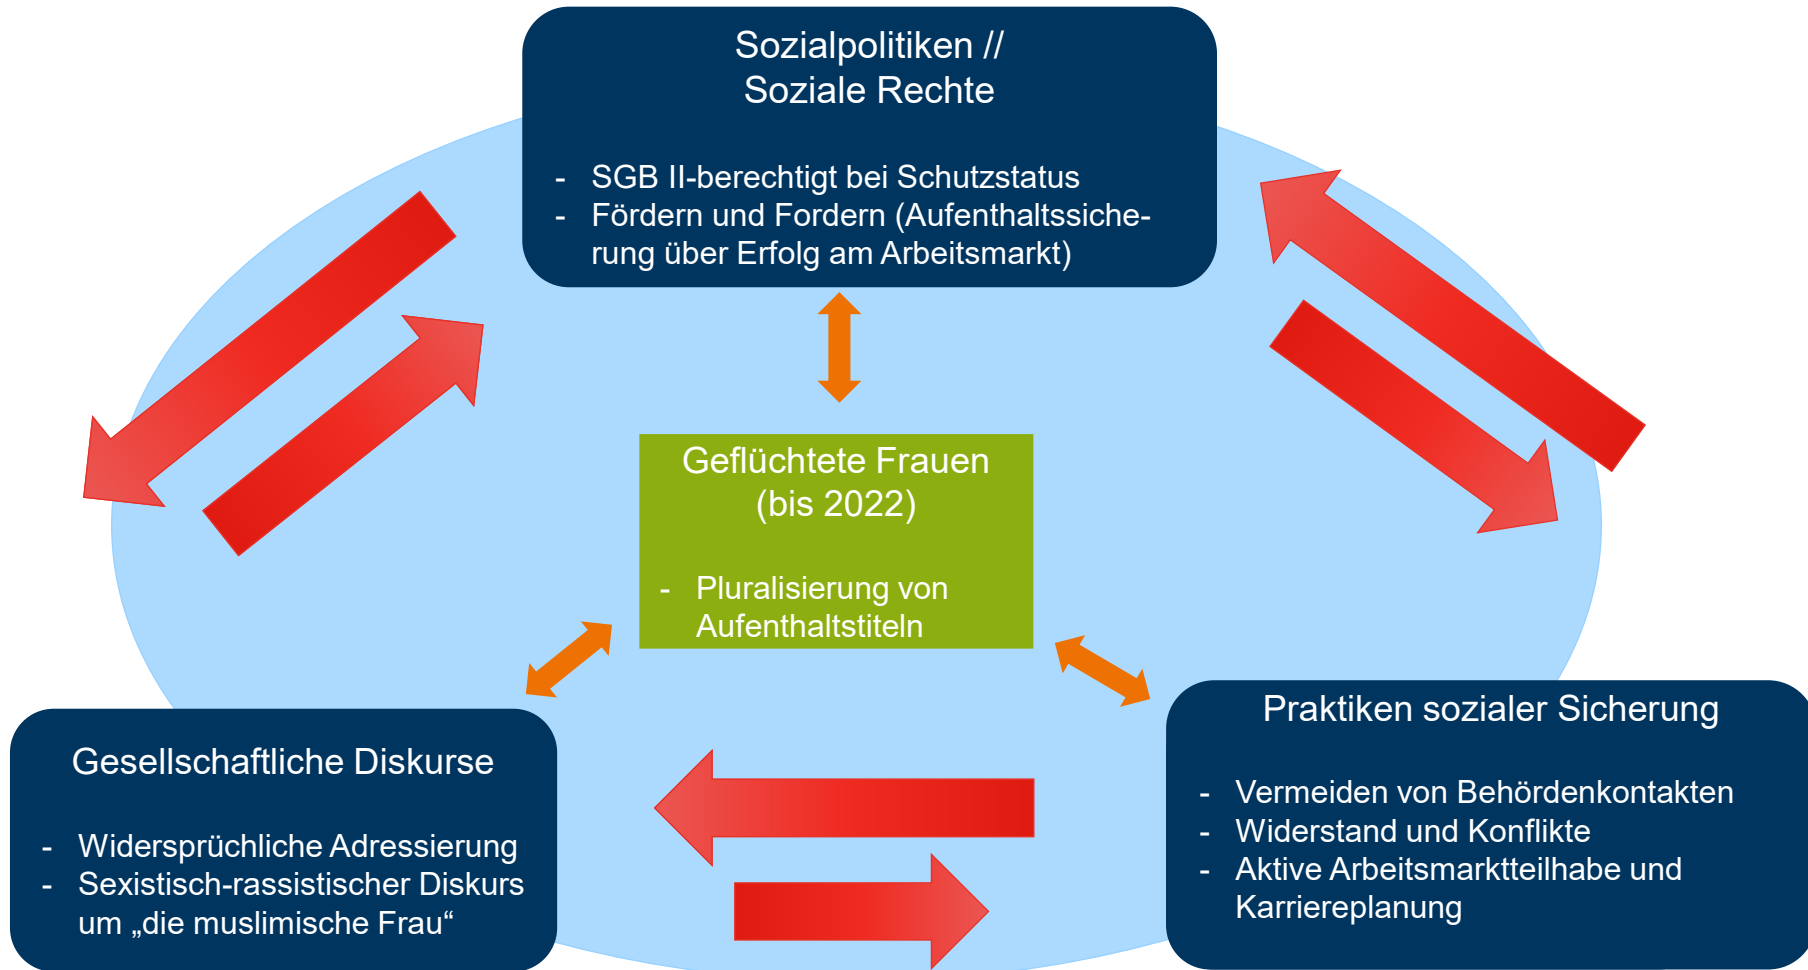 Sozialpolitiken //
Soziale Rechte
- SGB II-berechtigt bei Schutzstatus
- Fördern und Fordern (Aufenthaltssiche-
rung über Erfolg am Arbeitsmarkt)
Geflüchtete Frauen
(bis 2022)
- Pluralisierung von
Aufenthaltstiteln
Gesellschaftliche Diskurse
- Widersprüchliche Adressierung
- Sexistisch-rassistischer Diskurs
um „die muslimische Frau“
Praktiken sozialer Sicherung
- Vermeiden von Behördenkontakten
- Widerstand und Konflikte
- Aktive Arbeitsmarktteilhabe und
Karriereplanung